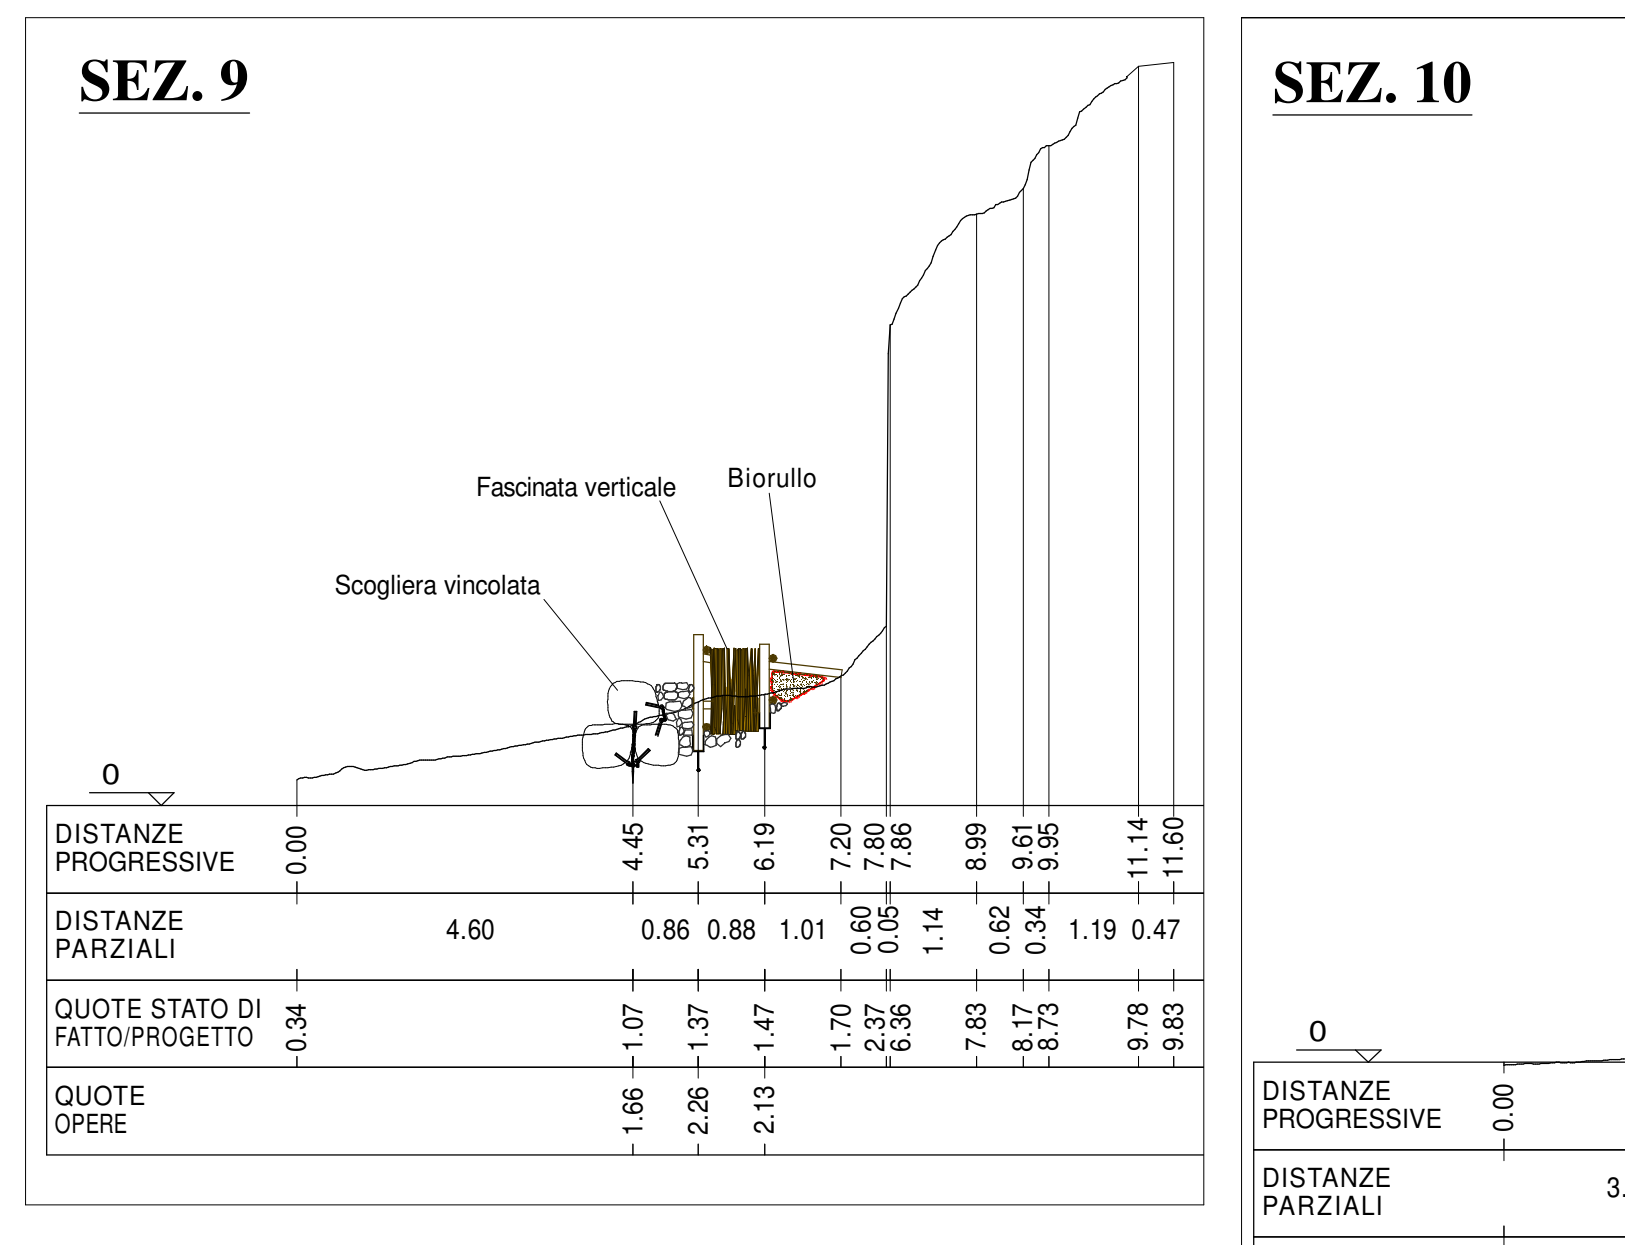 SEZ. 9
Fascinata verticale
Biorullo
Scogliera vincolata
0
DISTANZE
PROGRESSIVE
0.00 4.45 5.31 6.19 7.20 7.80 7.86 8.99 9.61 9.95 11.14 11.60
DISTANZE
PARZIALI
4.60 0.86 0.88 1.01 0.60 0.05 1.14 0.62 0.34 1.19 0.47
QUOTE STATO DI
FATTO/PROGETTO
0.34 1.07 1.37 1.47 1.70 2.37 6.36 7.83 8.17 8.73 9.78 9.83
QUOTE
OPERE
1.66 2.26 2.13
SEZ. 10
0
DISTANZE
PROGRESSIVE
0.00
DISTANZE
PARZIALI
3.